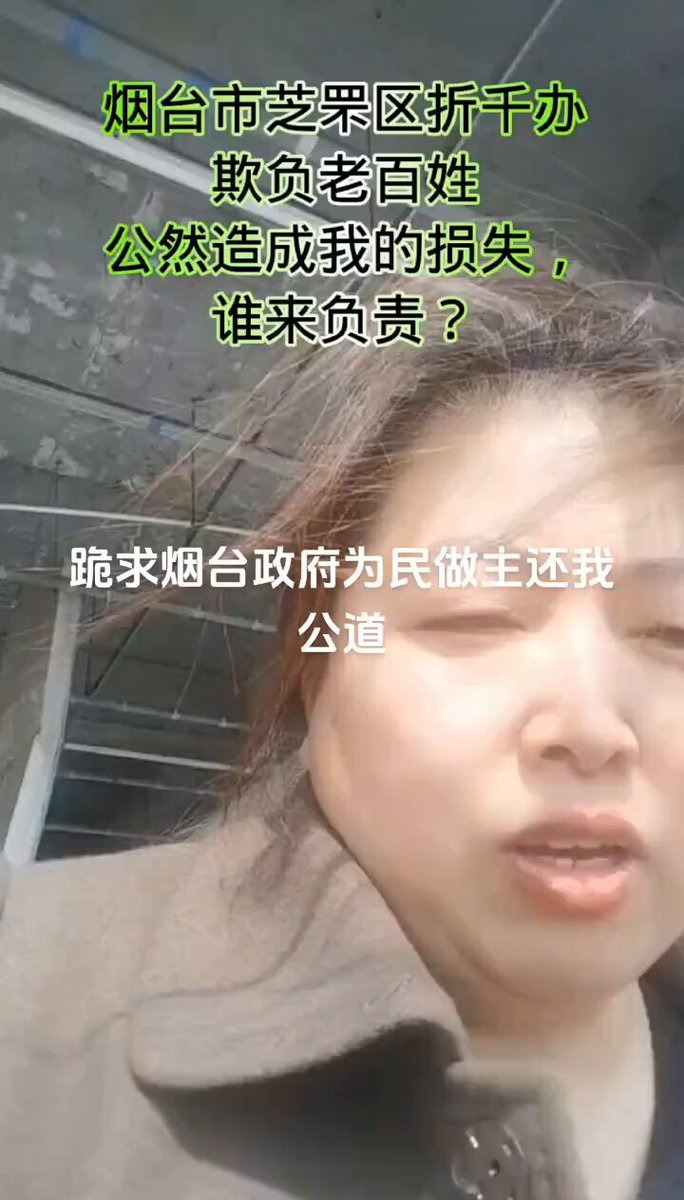 烟台市芝罘区折千办
欺负老百姓
公然造成我的损失，
谁来负责？
跪求烟台政府为民做主还我
公道